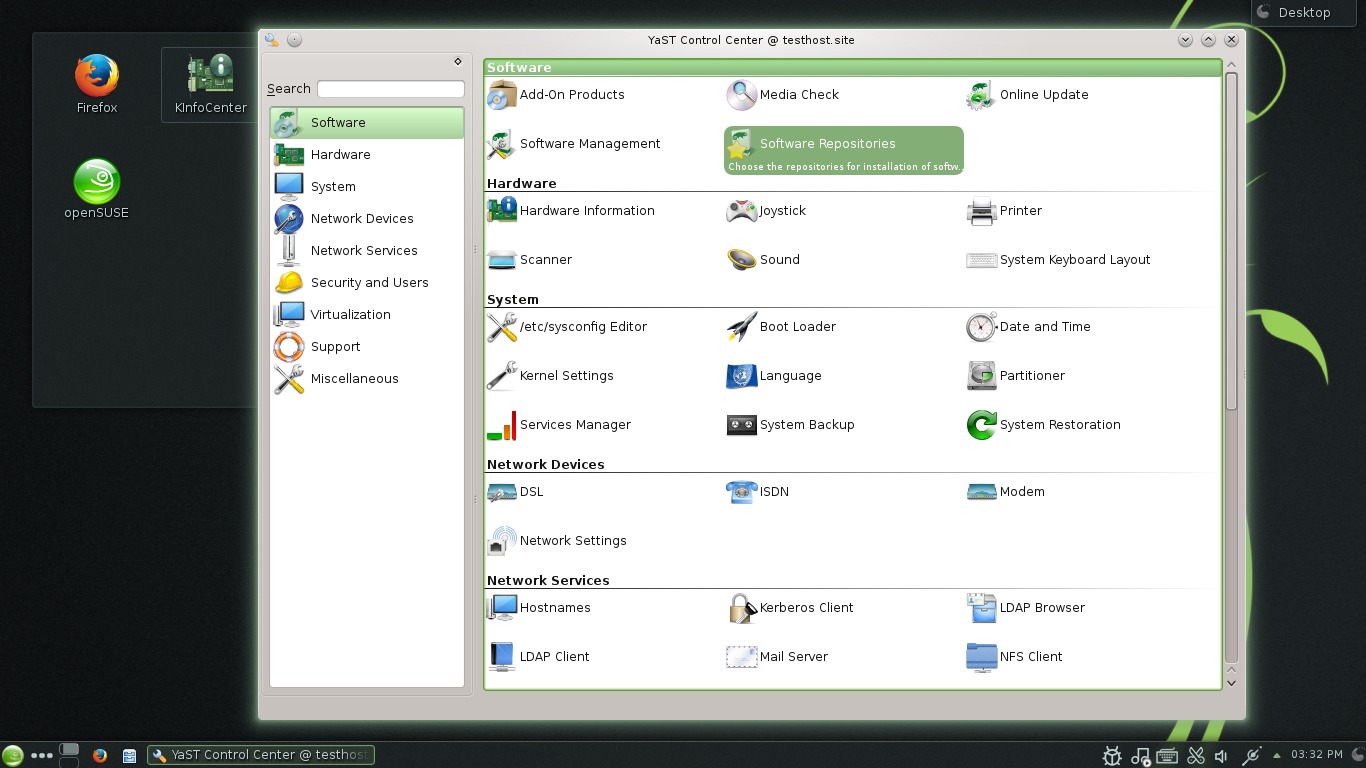 Desktop
Firefox
KInfoCenter
openSUSE
YaST Control Center @ testhost.site
Search
Software
Hardware
System
Network Devices
Network Services
Security and Users
Virtualization
Support
Miscellaneous
Software
Add-On Products
Media Check
Online Update
Software Management
Software Repositories
Choose the repositories for installation of softw..
Hardware
Hardware Information
Joystick
Printer
Scanner
Sound
System Keyboard Layout
System
/etc/sysconfig Editor
Boot Loader
Date and Time
Kernel Settings
Language
Partitioner
Services Manager
System Backup
System Restoration
Network Devices
DSL
ISDN
Modem
Network Settings
Network Services
Hostnames
Kerberos Client
LDAP Browser
LDAP Client
Mail Server
NFS Client
YaST Control Center @ testhost
03:32 PM